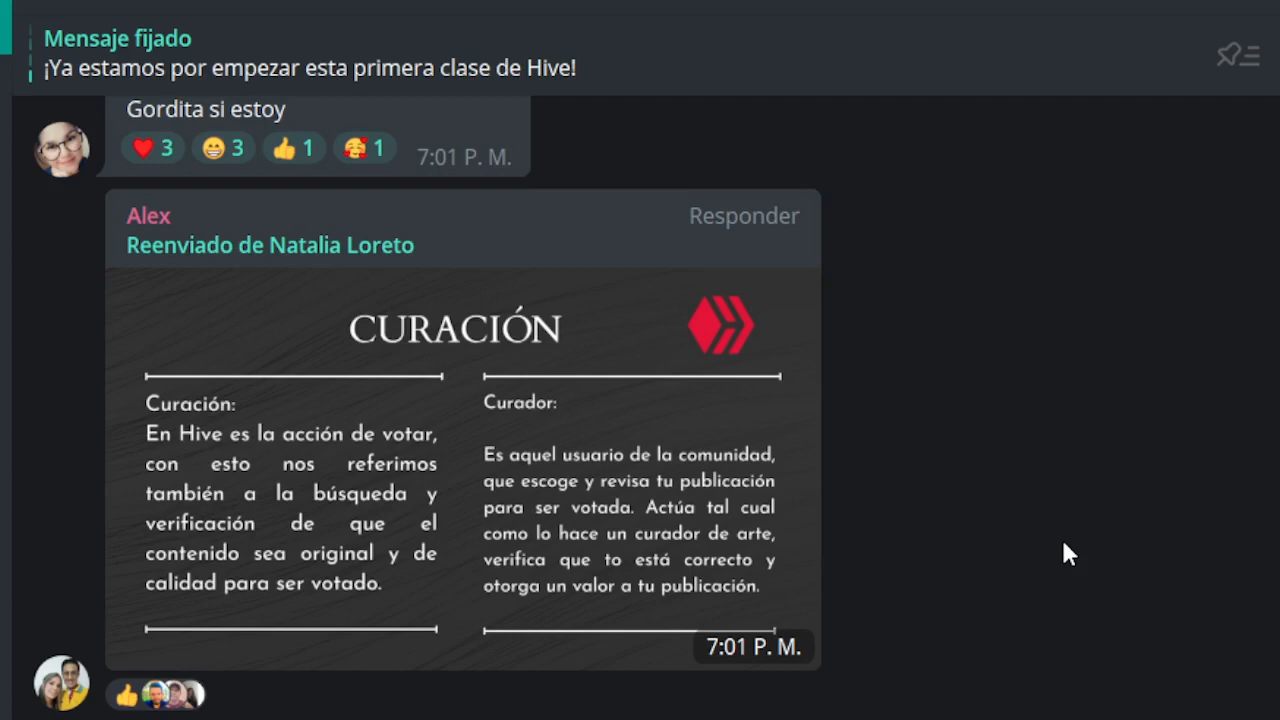 Mensaje fijado
¡Ya estamos por empezar esta primera clase de Hive!
Gordita si estoy
3 3 1 1 7:01 P. M.
Alex Responder
Reenviado de Natalia Loreto
CURACIÓN
Curación:
En Hive es la acción de votar,
con esto nos referimos
también a la búsqueda y
verificación de que el
contenido sea original y de
calidad para ser votado.
Curador:
Es aquel usuario de la comunidad,
que escoge y revisa tu publicación
para ser votada. Actúa tal cual
como lo hace un curador de arte,
verifica que to está correcto y
otorga un valor a tu publicación.
7:01 P. M.